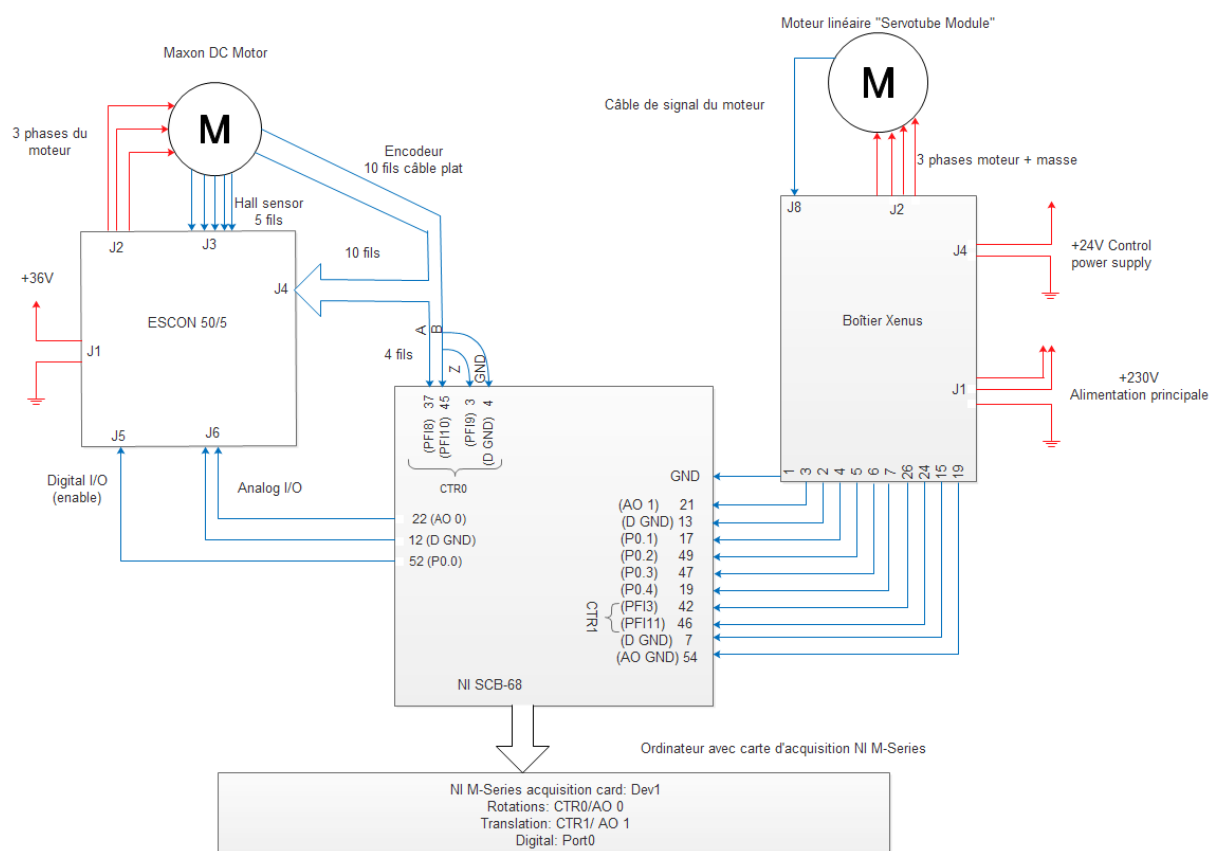 Moteur linéaire "Servotube Module"
Maxon DC Motor
M
M
Câble de signal du moteur
3 phases du
moteur
Encodeur
10 fils câble plat
3 phases moteur + masse
Hall sensor
5 fils
J8
J2
J2
J3
J4
+24V Control
power supply
+36V
10 fils
J4
ESCON 50/5
Boîtier Xenus
A
B
J1
4 fils
Z
GND
+230V
Alimentation principale
J1
(PFI8) 37
(PFI10) 45
(PFI9) 3
(D GND) 4
J5
J6
CTR0
Digital I/O
(enable)
Analog I/O
1
3
2
4
5
6
7
26
24
15
19
GND
22 (AO 0)
12 (D GND)
52 (P0.0)
(AO 1) 21
(D GND) 13
(P0.1) 17
(P0.2) 49
(P0.3) 47
(P0.4) 19
CTR1
(PFI3) 42
(PFI11) 46
(D GND) 7
(AO GND) 54
NI SCB-68
Ordinateur avec carte d'acquisition NI M-Series
NI M-Series acquisition card: Dev1
Rotations: CTR0/AO 0
Translation: CTR1/ AO 1
Digital: Port0